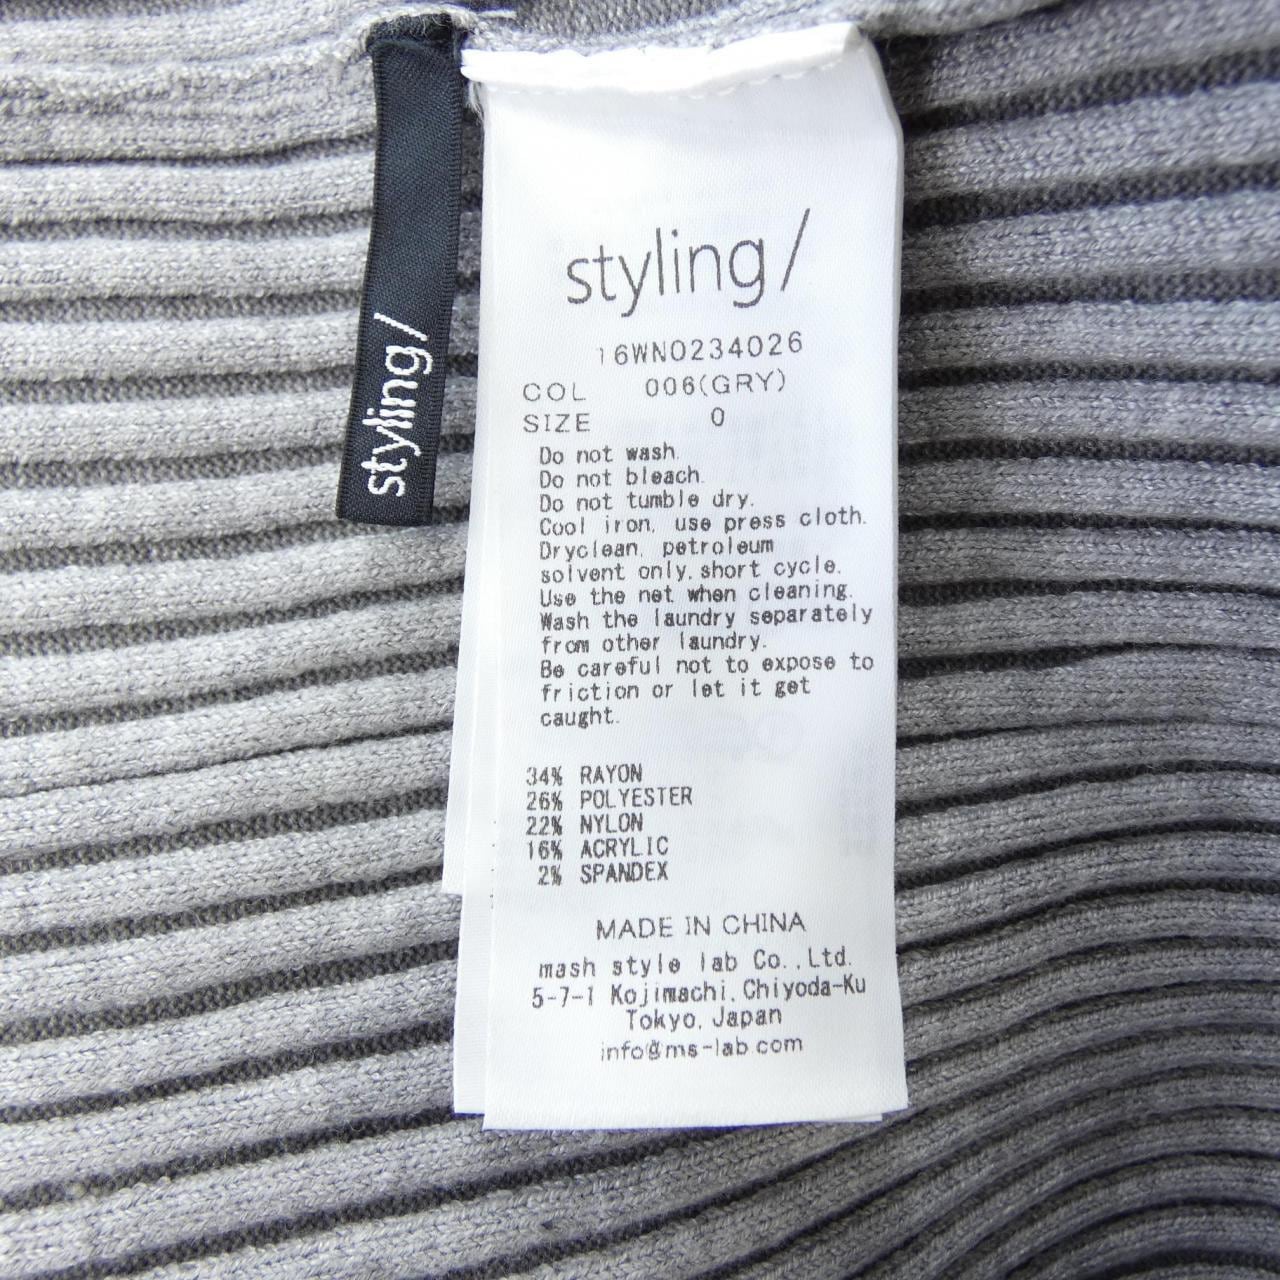 styling/
styling/
16WNO234026
COL 006(GRY)
SIZE 0
Do not wash.
Do not bleach.
Do not tumble dry.
Cool iron, use press cloth.
Dryclean, petroleum
solvent only, short cycle.
Use the net when cleaning.
Wash the laundry separately
from other laundry.
Be careful not to expose to
friction or let it get
caught.
34% RAYON
26% POLYESTER
22% NYLON
16% ACRYLIC
2% SPANDEX
MADE IN CHINA
mash style lab Co.,Ltd.
5-7-1 Kojimachi, Chiyoda-Ku
Tokyo, Japan
info@ms-lab.com